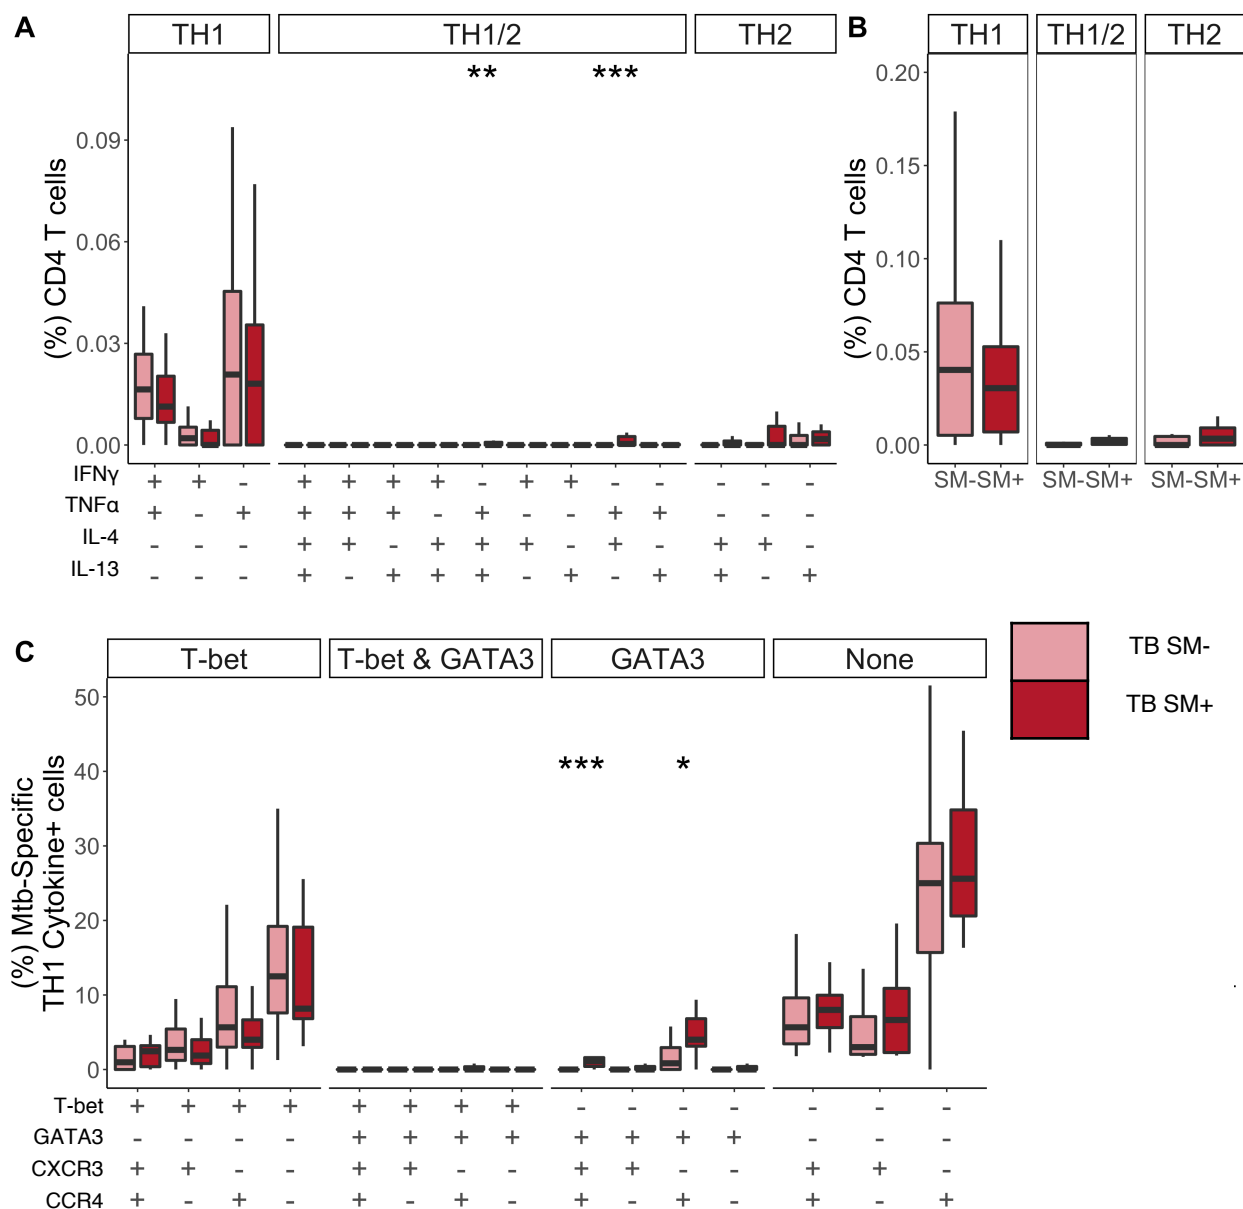 A
TH1 TH1/2 TH2
** ***
(%) CD4 T cells
0.09
0.06
0.03
0.00
IFNγ + + - + + + + - + + - - - - -
TNFα + - + + + + - + - - + + - - -
IL-4 - - - + + - + + + - + - + + -
IL-13 - - - + - + + + - + - + + - +
B
TH1 TH1/2 TH2
(%) CD4 T cells
0.20
0.15
0.10
0.05
0.00
SM- SM+ SM- SM+ SM- SM+
C
T-bet T-bet & GATA3 GATA3 None
*** *
(%) Mtb-Specific
TH1 Cytokine+ cells
50
40
30
20
10
0
T-bet + + + + + + + + - - - - - - -
GATA3 - - - - + + + + + + + + - - -
CXCR3 + + - - + + - - + + - - + + -
CCR4 + - + - + - + - + - + - + - +
TB SM-
TB SM+